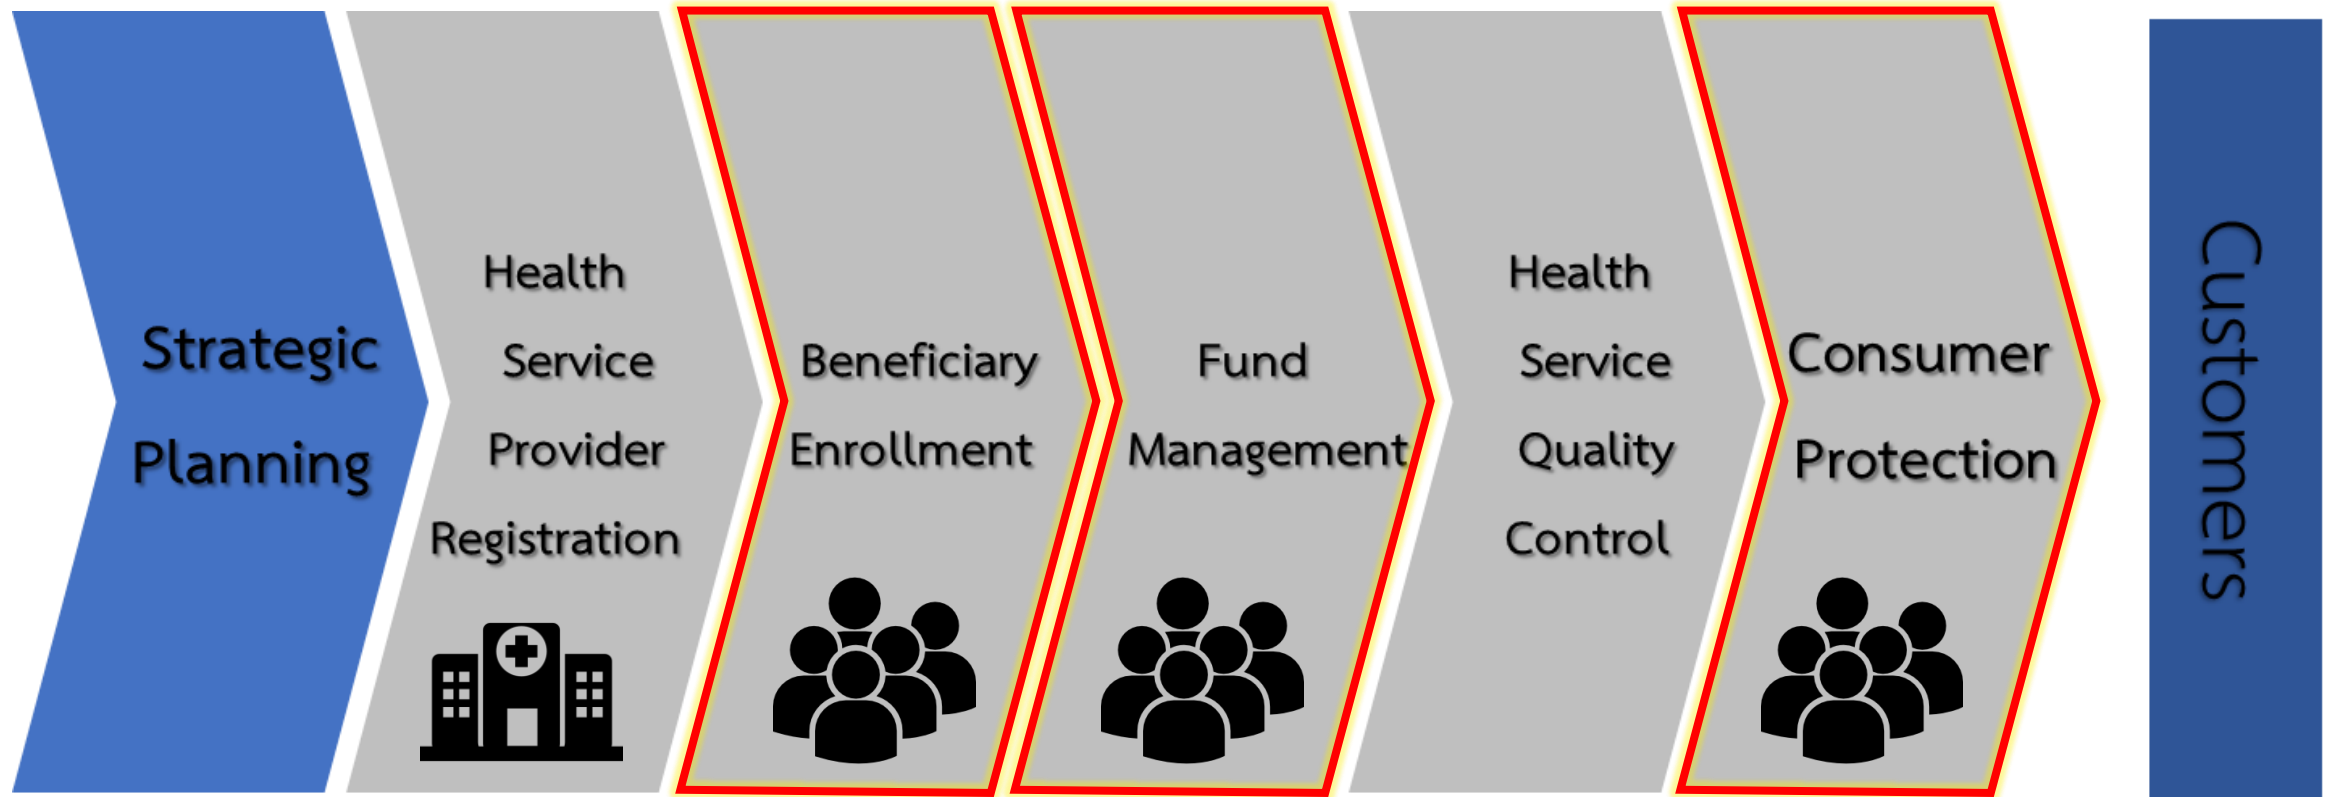 Strategic
Planning
Health
Service
Provider
Registration
Beneficiary
Enrollment
Fund
Management
Health
Service
Quality
Control
Consumer
Protection
Customers